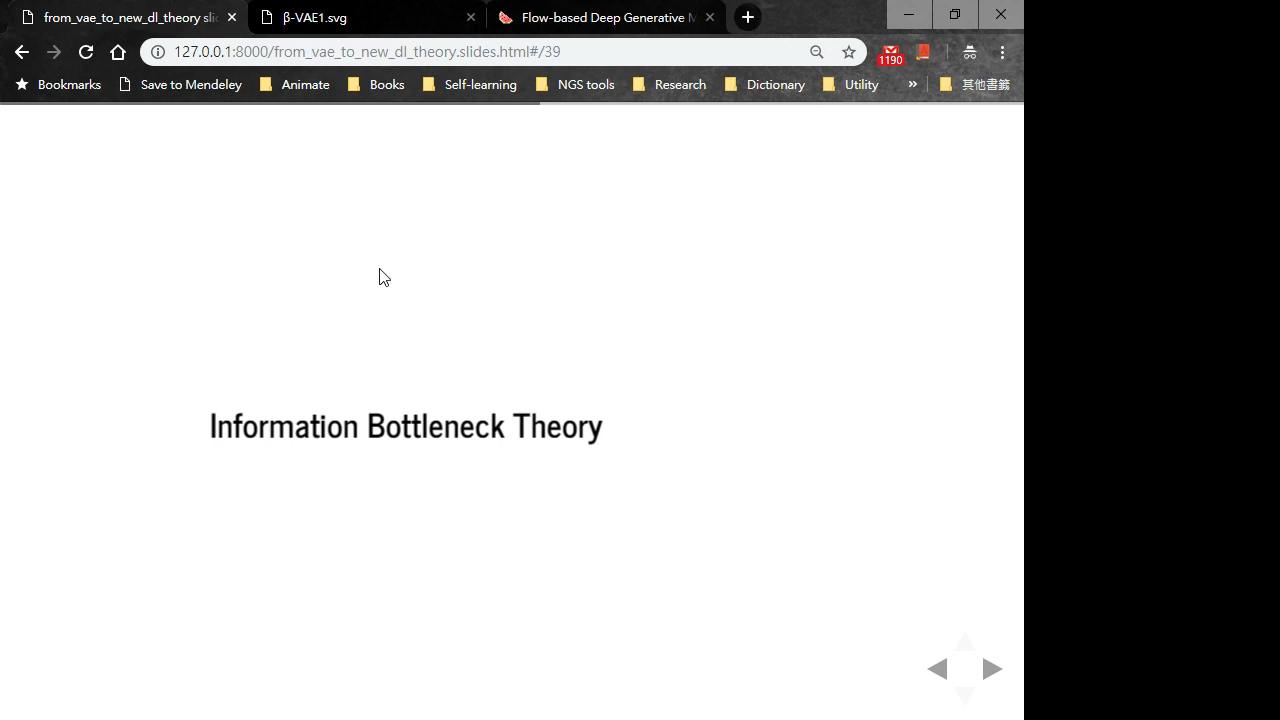 from_vae_to_new_dl_theory slic
β-VAE1.svg
Flow-based Deep Generative M
127.0.0.1:8000/from_vae_to_new_dl_theory.slides.html#/39
1190
Bookmarks
Save to Mendeley
Animate
Books
Self-learning
NGS tools
Research
Dictionary
Utility
»
其他書籤
Information Bottleneck Theory